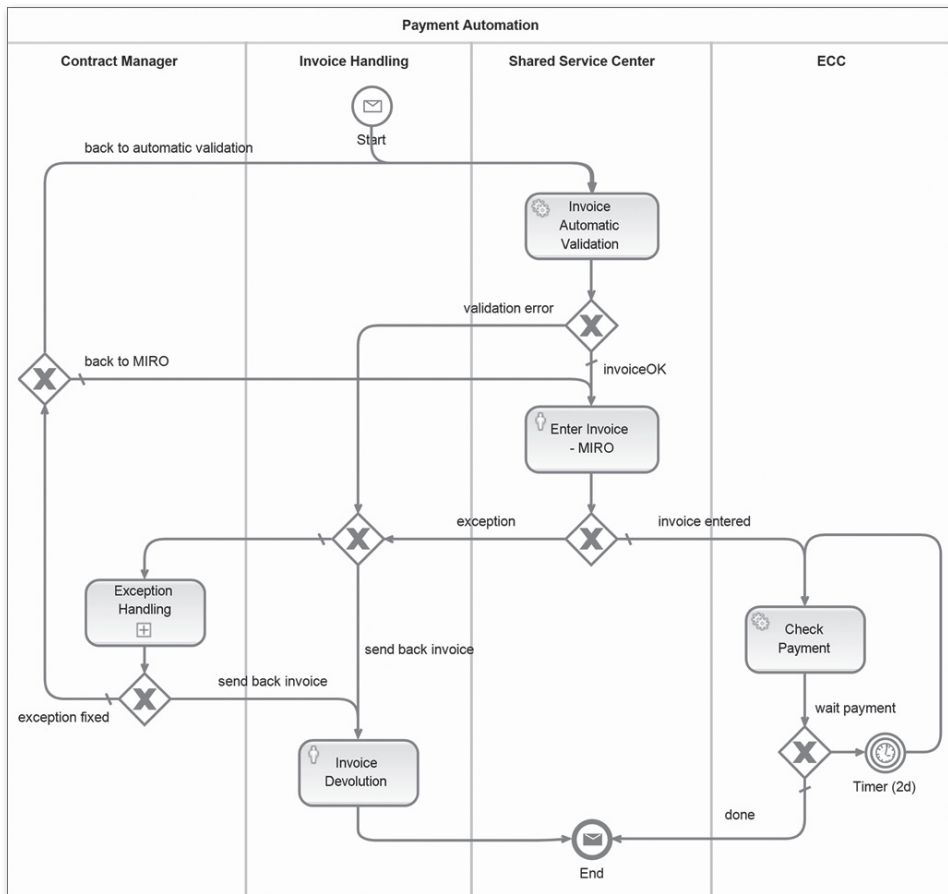 Payment Automation
Contract Manager
Invoice Handling
Shared Service Center
ECC
Start
back to automatic validation
Invoice
Automatic
Validation
validation error
back to MIRO
invoiceOK
Enter Invoice
- MIRO
exception
invoice entered
Exception
Handling
Check
Payment
send back invoice
send back invoice
exception fixed
wait payment
Invoice
Devolution
Timer (2d)
done
End